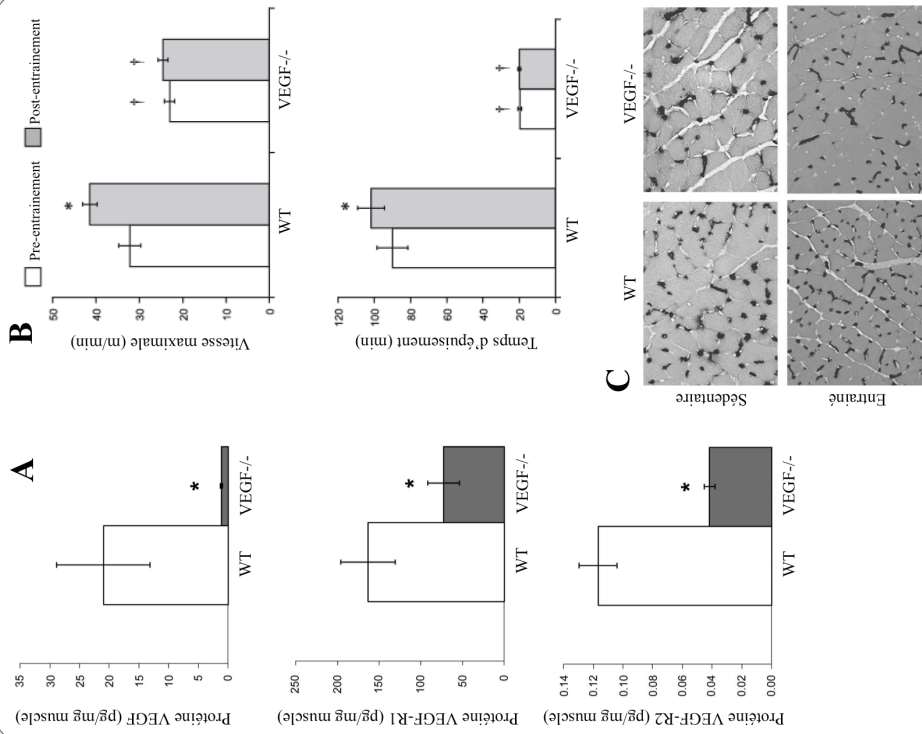 A
35
30
25
20
15
10
5
0
Protéine VEGF (pg/mg muscle)
*
WT
VEGF-/-
250
200
150
100
50
0
Protéine VEGF-R1 (pg/mg muscle)
*
WT
VEGF-/-
0.14
0.12
0.10
0.08
0.06
0.04
0.02
0.00
Protéine VEGF-R2 (pg/mg muscle)
*
WT
VEGF-/-
B
Pre-entrainement
Post-entrainement
50
40
30
20
10
0
Vitesse maximale (m/min)
*
†
†
WT
VEGF-/-
120
100
80
60
40
20
0
Temps d'épuisement (min)
*
†
†
WT
VEGF-/-
C
WT
VEGF-/-
Sédentaire
Entrainé